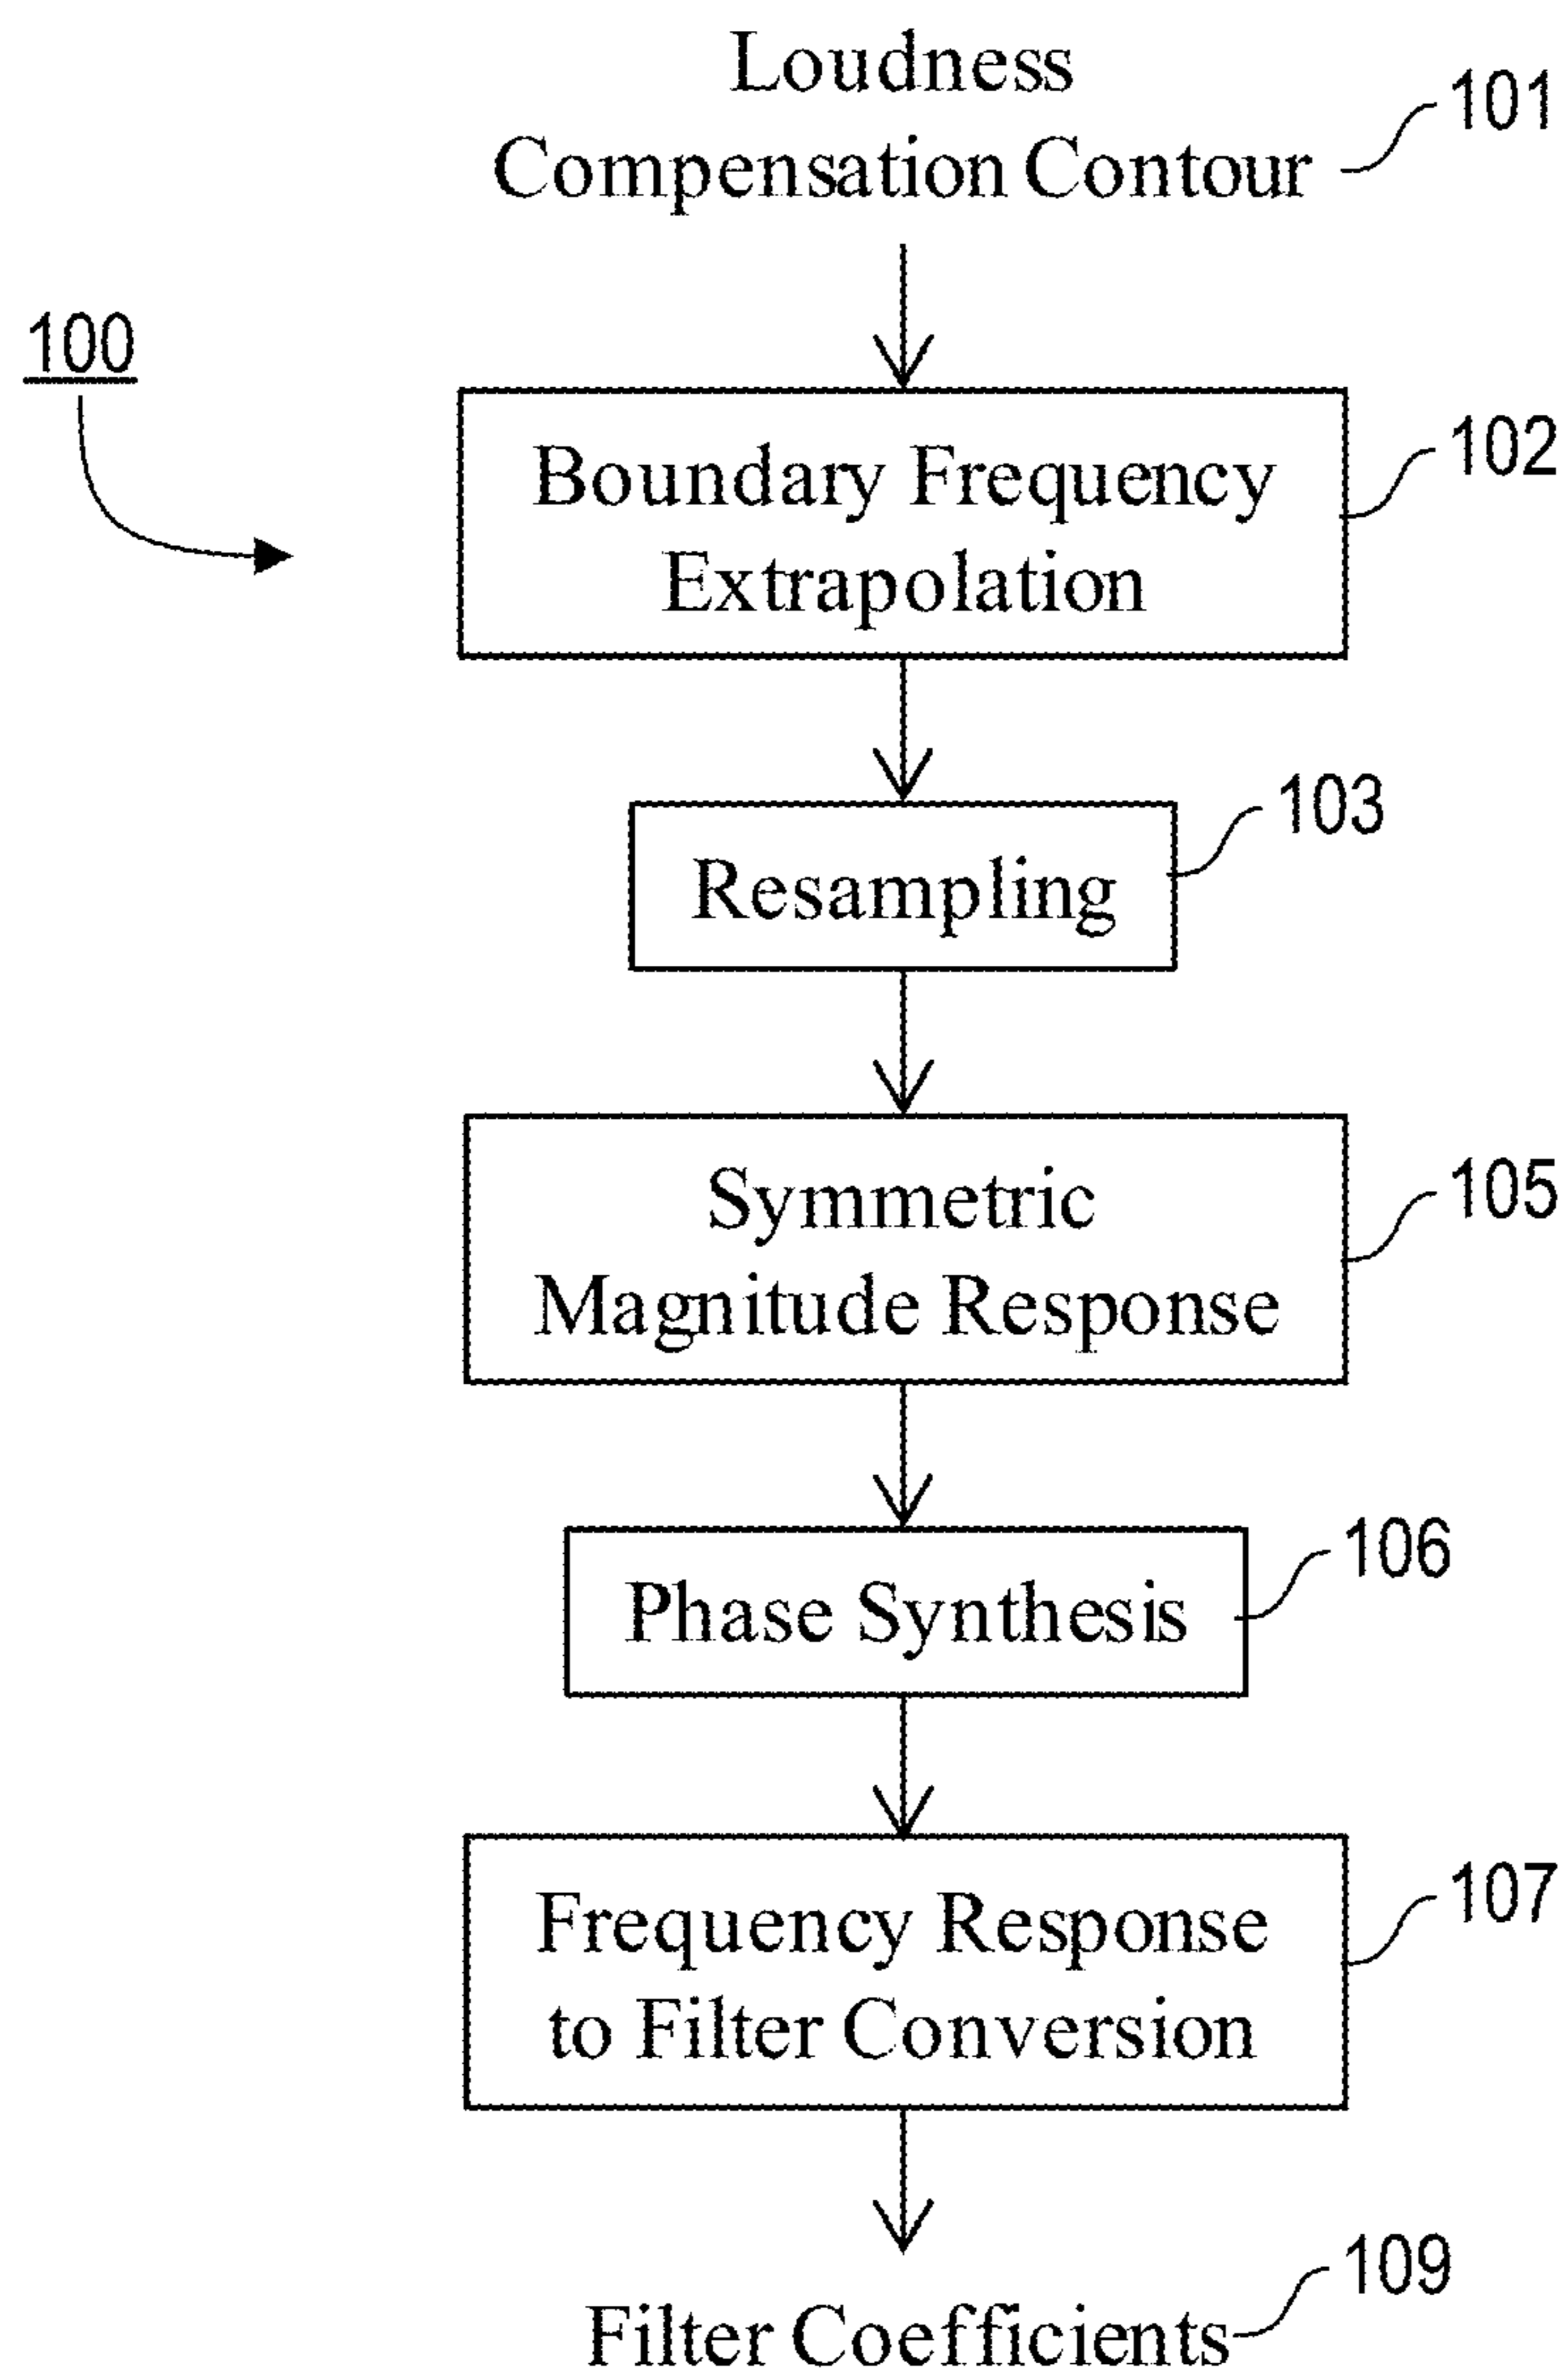 Loudness
Compensation Contour
101
100
Boundary Frequency
Extrapolation
102
Resampling
103
Symmetric
Magnitude Response
105
Phase Synthesis
106
Frequency Response
to Filter Conversion
107
Filter Coefficients
109